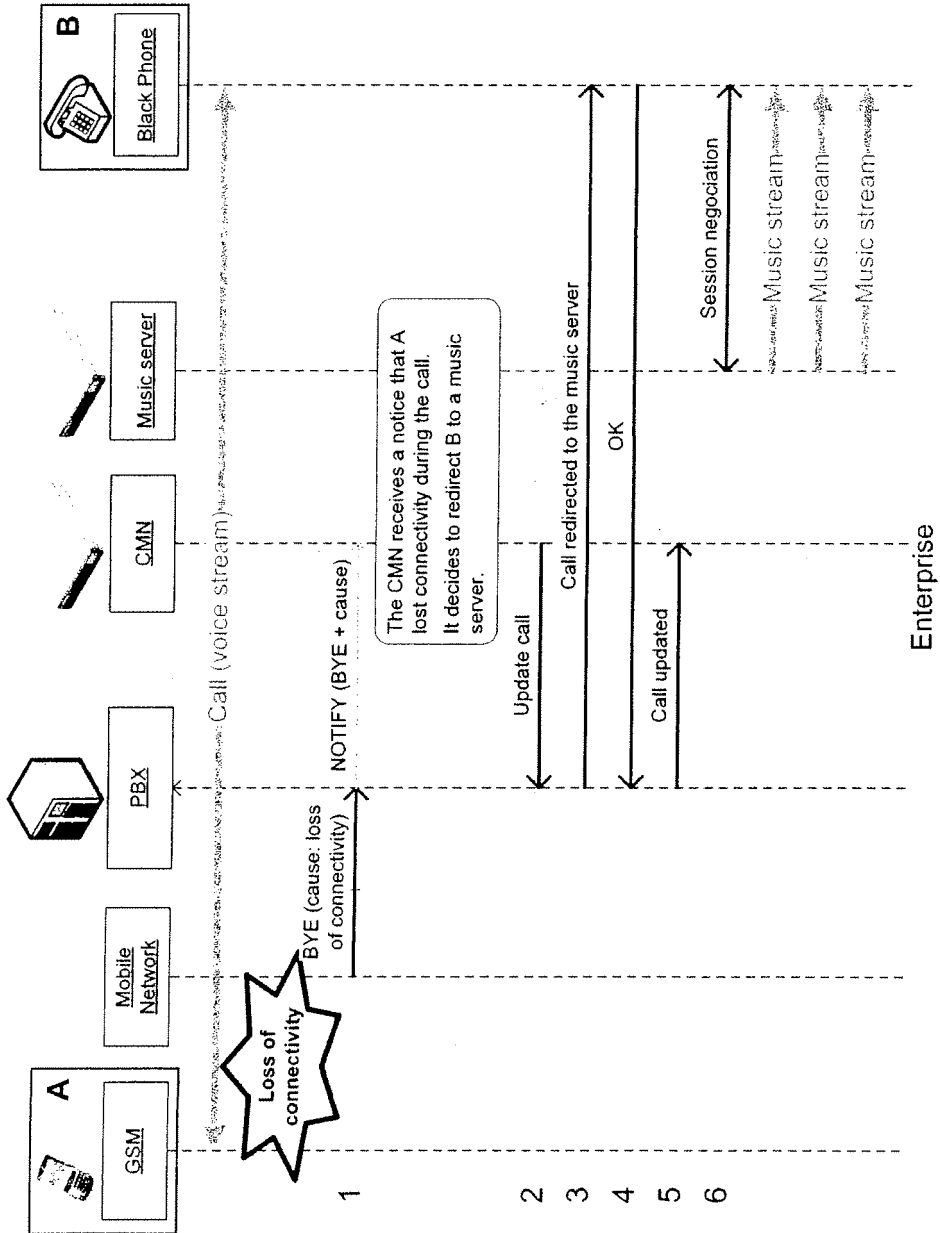 A
GSM
Mobile
Network
PBX
CMN
Music server
B
Black Phone
Call (voice stream)
Loss of
connectivity
1
BYE (cause: loss
of connectivity)
NOTIFY (BYE + cause)
The CMN receives a notice that A
lost connectivity during the call.
It decides to redirect B to a music
server.
2
Update call
3
Call redirected to the music server
4
OK
5
Call updated
6
Session negociation
Music stream
Music stream
Music stream
Enterprise